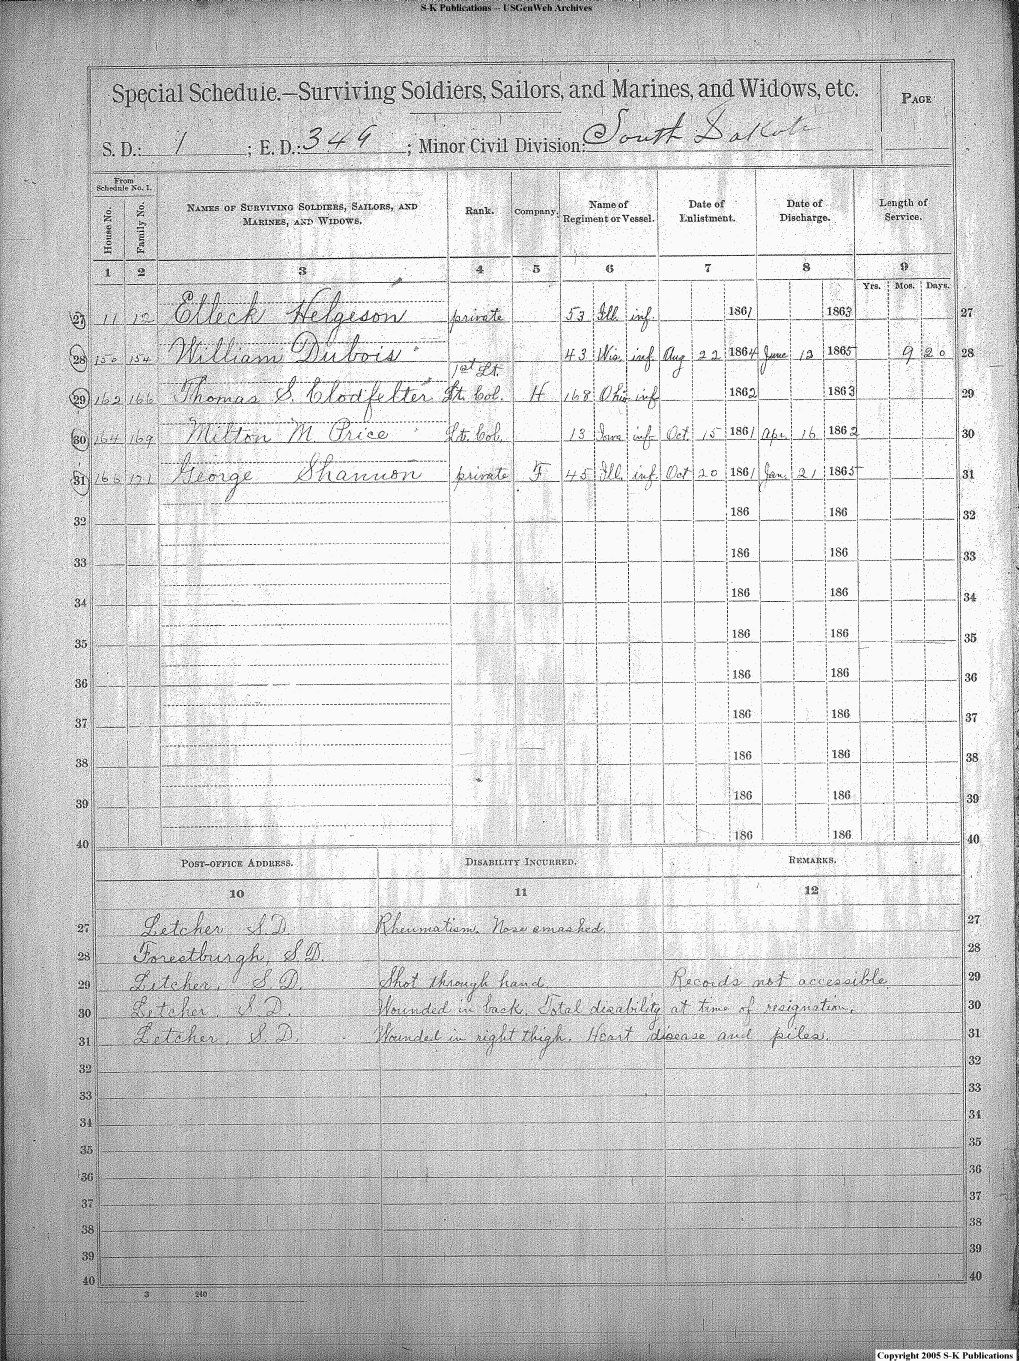 S-K Publications -- USGenWeb Archives
Special Schedule.—Surviving Soldiers, Sailors, and Marines, and Widows, etc.
PAGE
S. D.: 1 ; E. D.: 349 ; Minor Civil Division: South Dakota
From Schedule No. 1.
House No. Family No. NAMES OF SURVIVING SOLDIERS, SAILORS, AND MARINES, AND WIDOWS. Rank. Company. Name of Regiment or Vessel. Date of Enlistment. Date of Discharge. Length of Service.
1 2 3 4 5 6 7 8 9
Yrs. Mos. Days.
27 11 12 Elleck Helgeson private 53 Ill. inf. 1861 1863 27
28 150 154 William Dubois 43 Wis. inf Aug 22 1864 June 12 1865 9 20 28
1st Lt.
29 162 166 Thomas S. Clodfelter Lt. Col. H 168 Ohio inf 1862 1863 29
30 164 169 Milton M. Price Lt. Col. 13 Iowa inf Oct 15 1861 Apr. 16 1862 30
31 166 171 George Shannon private F 45 Ill. inf. Oct 20 1861 Jan. 21 1865 31
32 186 186 32
33 186 186 33
34 186 186 34
35 186 186 35
36 186 186 36
37 186 186 37
38 186 186 38
39 186 186 39
40 186 186 40
POST-OFFICE ADDRESS. DISABILITY INCURRED. REMARKS.
10 11 12
27 Letcher S.D. Rheumatism. Nose smashed. 27
28 Forestburgh, S.D. 28
29 Letcher, S.D. Shot through hand. Records not accessible. 29
30 Letcher, S.D. Wounded in back. Total disability at time of resignation. 30
31 Letcher, S.D. Wounded in right thigh. Heart disease and piles. 31
32 32
33 33
34 34
35 35
36 36
37 37
38 38
39 39
40 40
3 240
Copyright 2005 S-K Publications